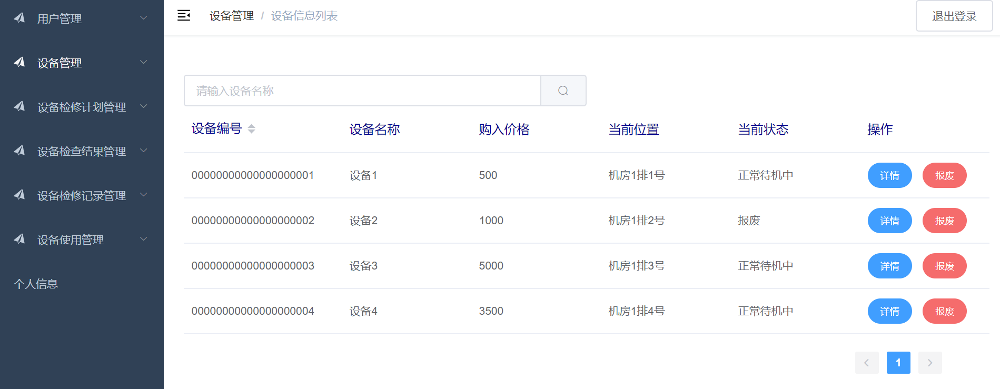 用户管理
设备管理
设备检修计划管理
设备检查结果管理
设备检修记录管理
设备使用管理
个人信息
设备管理 / 设备信息列表
退出登录
请输入设备名称
设备编号 设备名称 购入价格 当前位置 当前状态 操作
00000000000000000001 设备1 500 机房1排1号 正常待机中 详情 报废
00000000000000000002 设备2 1000 机房1排2号 报废 详情 报废
00000000000000000003 设备3 5000 机房1排3号 正常待机中 详情 报废
00000000000000000004 设备4 3500 机房1排4号 正常待机中 详情 报废
1